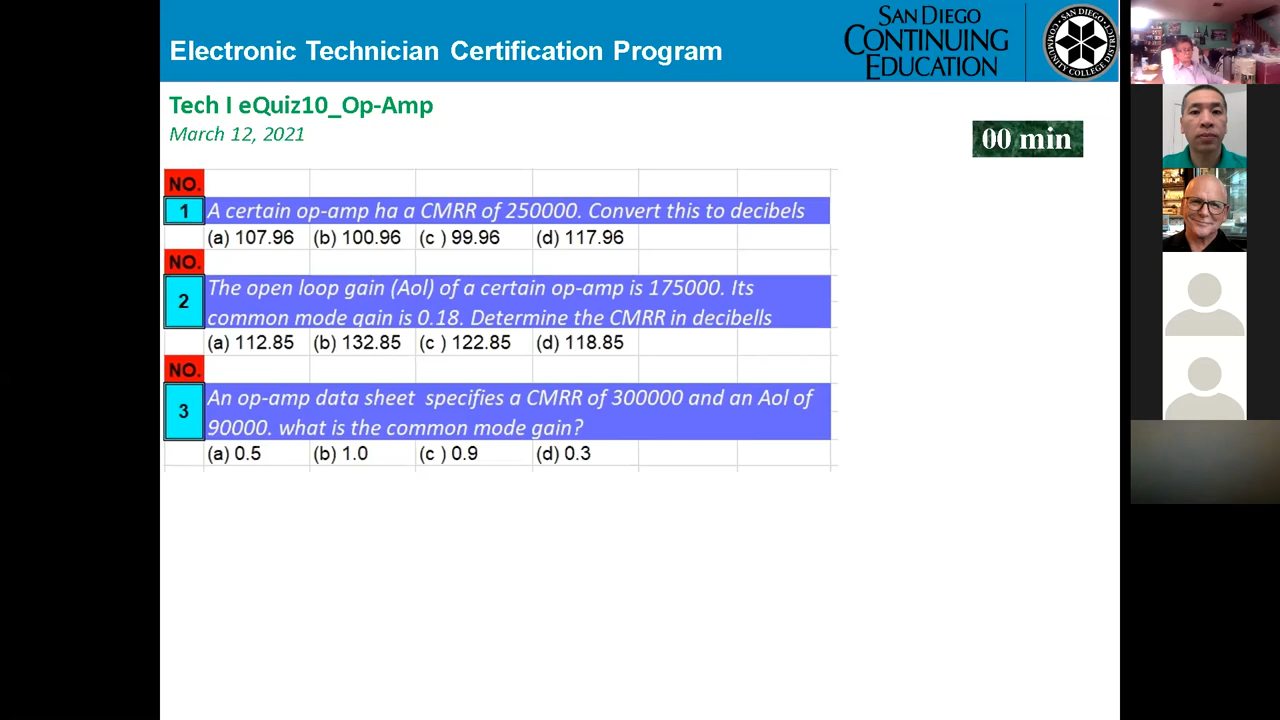 Electronic Technician Certification Program
SAN DIEGO
CONTINUING
EDUCATION
SAN DIEGO
COMMUNITY COLLEGE DISTRICT
Tech I eQuiz10_Op-Amp
March 12, 2021
00 min
NO.
1 A certain op-amp ha a CMRR of 250000. Convert this to decibels
(a) 107.96 (b) 100.96 (c ) 99.96 (d) 117.96
NO.
2 The open loop gain (Aol) of a certain op-amp is 175000. Its
common mode gain is 0.18. Determine the CMRR in decibells
(a) 112.85 (b) 132.85 (c ) 122.85 (d) 118.85
NO.
3 An op-amp data sheet specifies a CMRR of 300000 and an Aol of
90000. what is the common mode gain?
(a) 0.5 (b) 1.0 (c ) 0.9 (d) 0.3